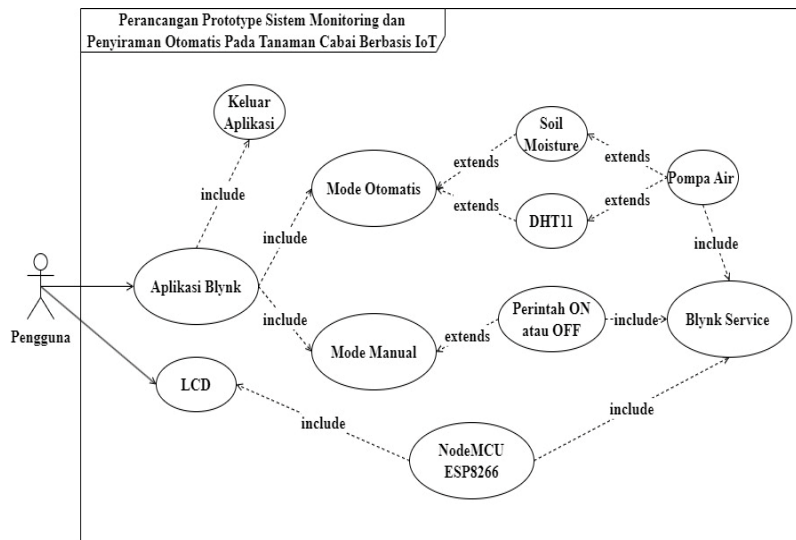 Perancangan Prototype Sistem Monitoring dan
Penyiraman Otomatis Pada Tanaman Cabai Berbasis IoT
Keluar
Aplikasi
Soil
Moisture
extends
extends
Pompa Air
include
Mode Otomatis
extends
extends
DHT11
include
include
Aplikasi Blynk
Perintah ON
atau OFF
include
Blynk Service
include
extends
Mode Manual
Pengguna
LCD
include
include
NodeMCU
ESP8266